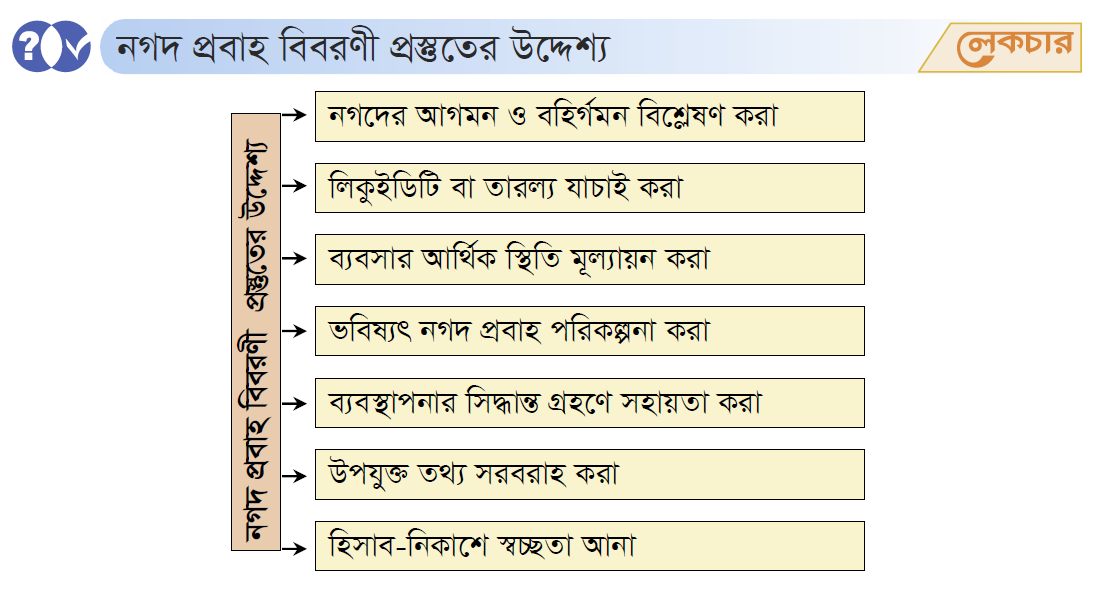 নগদ প্রবাহ বিবরণী প্রস্তুতের উদ্দেশ্য
লেকচার
নগদ প্রবাহ বিবরণী প্রস্তুতের উদ্দেশ্য
নগদের আগমন ও বহির্গমন বিশ্লেষণ করা
লিকুইডিটি বা তারল্য যাচাই করা
ব্যবসার আর্থিক স্থিতি মূল্যায়ন করা
ভবিষ্যৎ নগদ প্রবাহ পরিকল্পনা করা
ব্যবস্থাপনার সিদ্ধান্ত গ্রহণে সহায়তা করা
উপযুক্ত তথ্য সরবরাহ করা
হিসাব-নিকাশে স্বচ্ছতা আনা